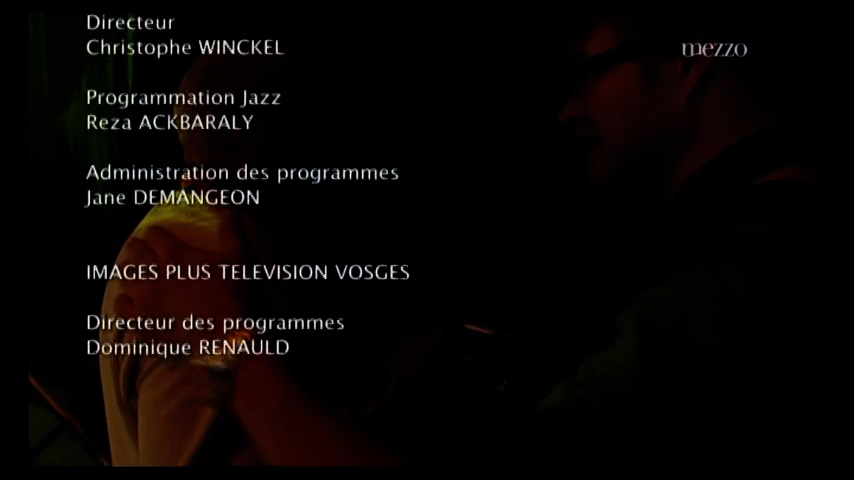 Directeur
Christophe WINCKEL
mezzo
Programmation Jazz
Reza ACKBARALY
Administration des programmes
Jane DEMANGEON
IMAGES PLUS TELEVISION VOSGES
Directeur des programmes
Dominique RENAULD